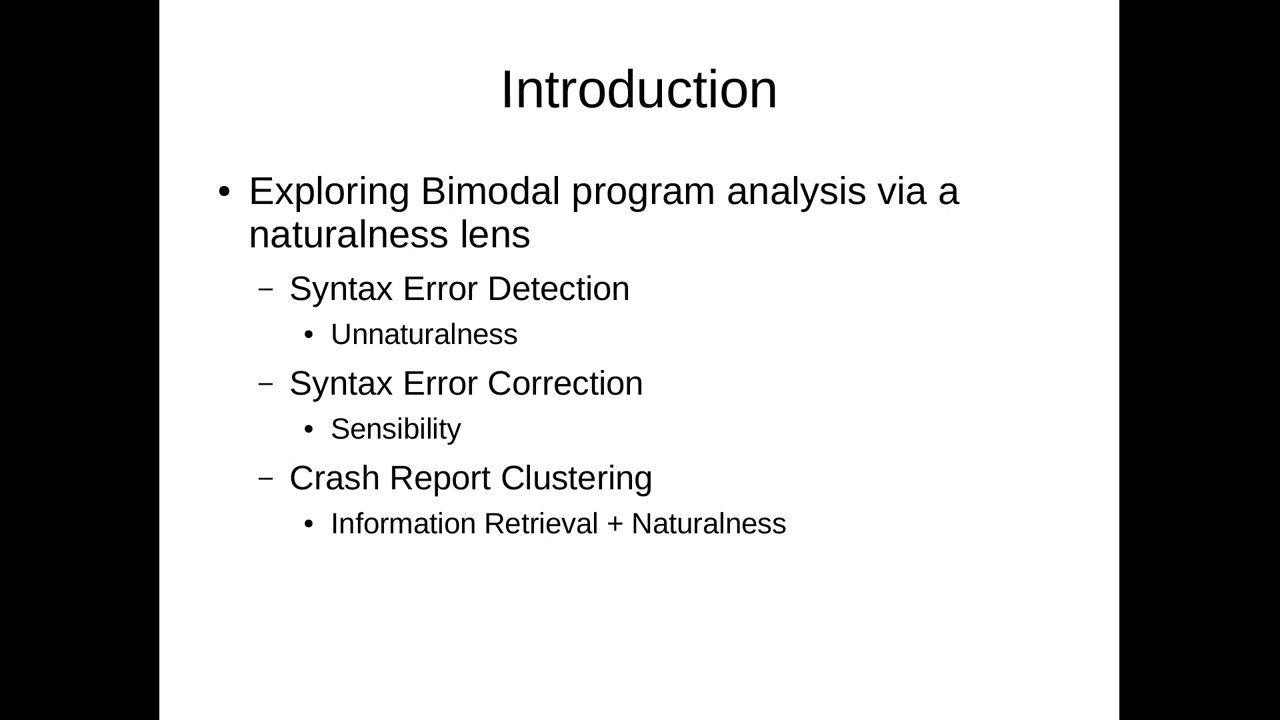 Introduction
• Exploring Bimodal program analysis via a
naturalness lens
– Syntax Error Detection
• Unnaturalness
– Syntax Error Correction
• Sensibility
– Crash Report Clustering
• Information Retrieval + Naturalness